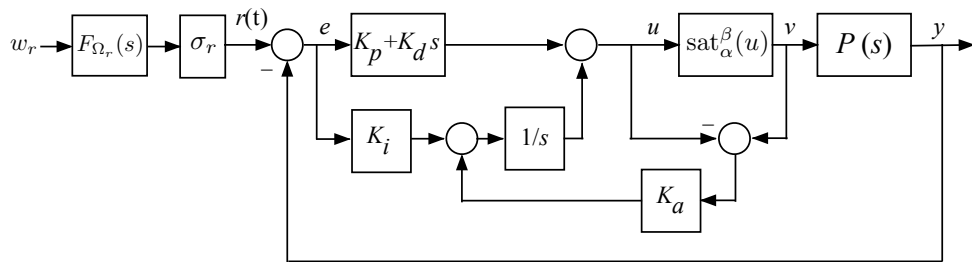 w_r
F_{Ω_r}(s)
σ_r
r(t)
e
K_p+K_d s
u
sat_α^β(u)
v
P(s)
y
−
−
K_i
1/s
K_a